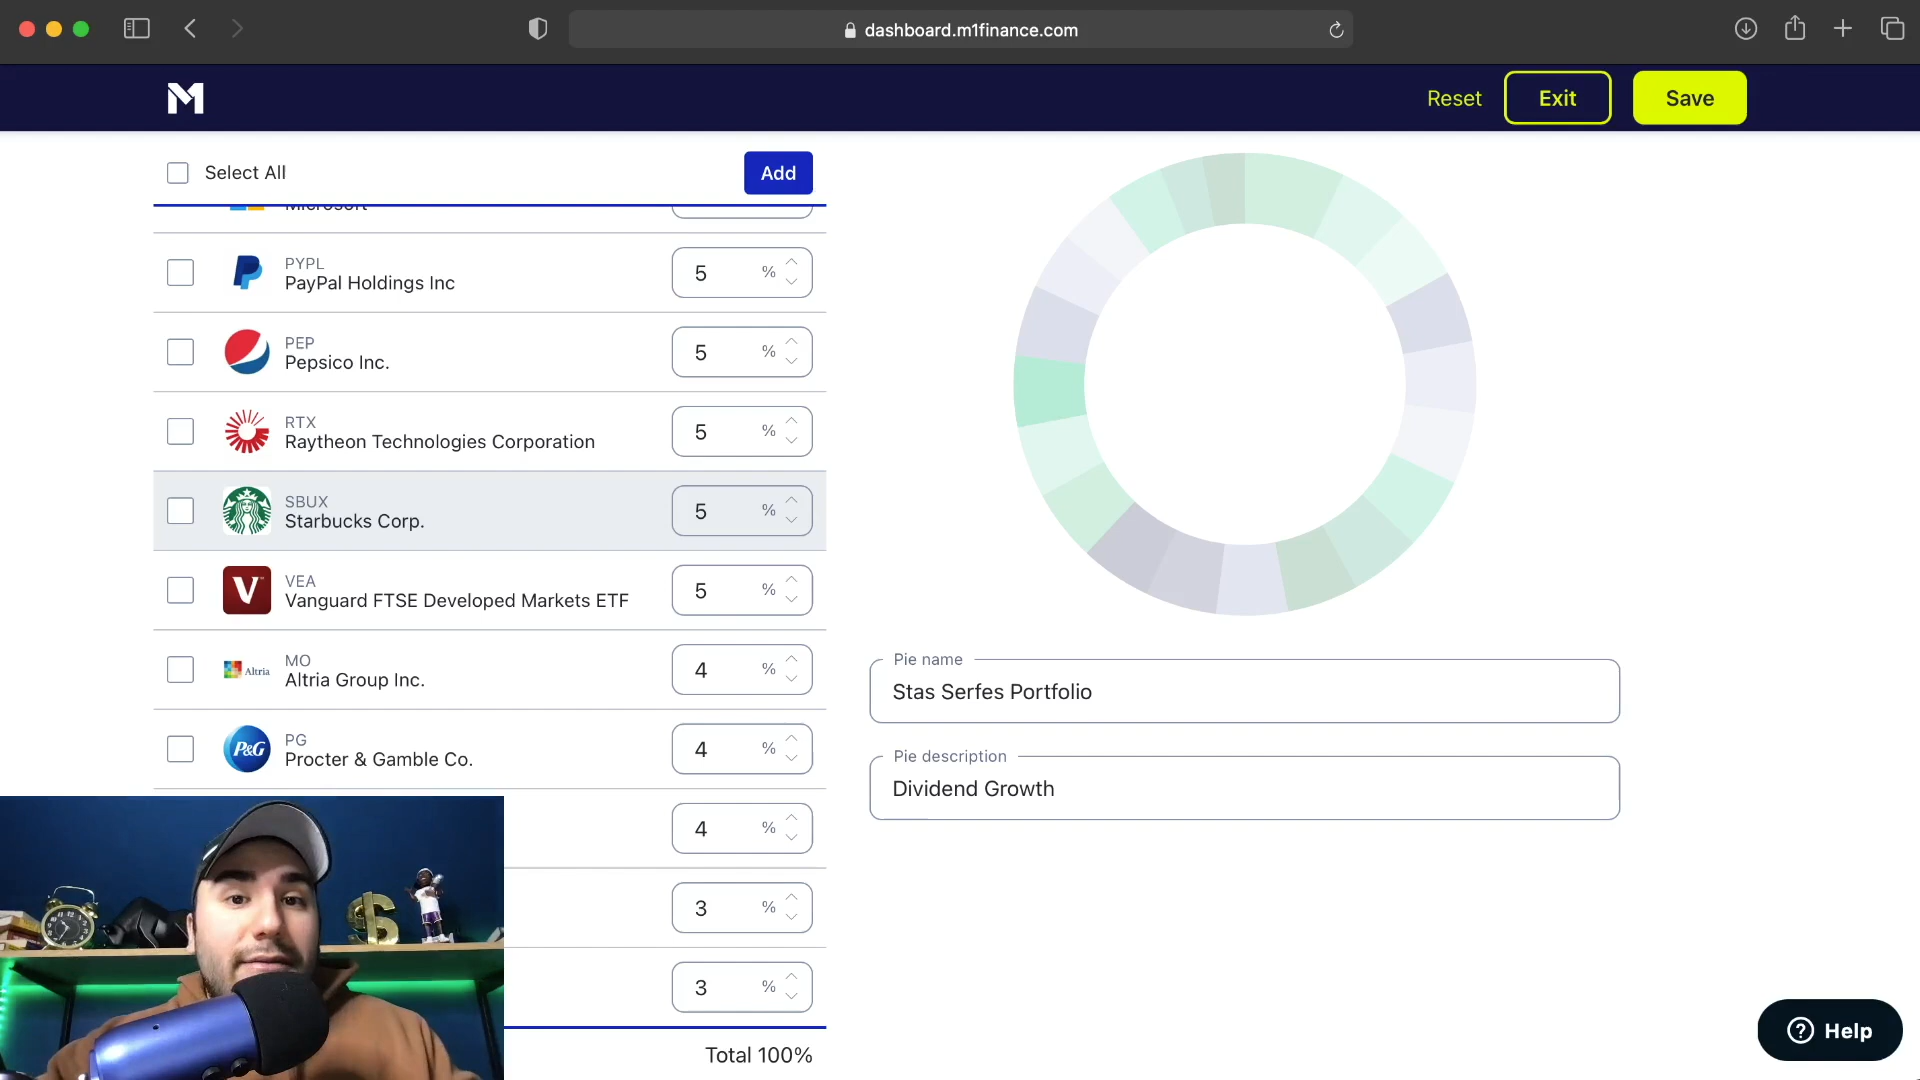 dashboard.m1finance.com
M
Reset
Exit
Save
Select All
Add
Microsoft
PYPL
PayPal Holdings Inc
5 %
PEP
Pepsico Inc.
5 %
RTX
Raytheon Technologies Corporation
5 %
SBUX
Starbucks Corp.
5 %
V
VEA
Vanguard FTSE Developed Markets ETF
5 %
Altria
MO
Altria Group Inc.
4 %
P&G
PG
Procter & Gamble Co.
4 %
4 %
3 %
3 %
Total 100%
Pie name
Stas Serfes Portfolio
Pie description
Dividend Growth
? Help